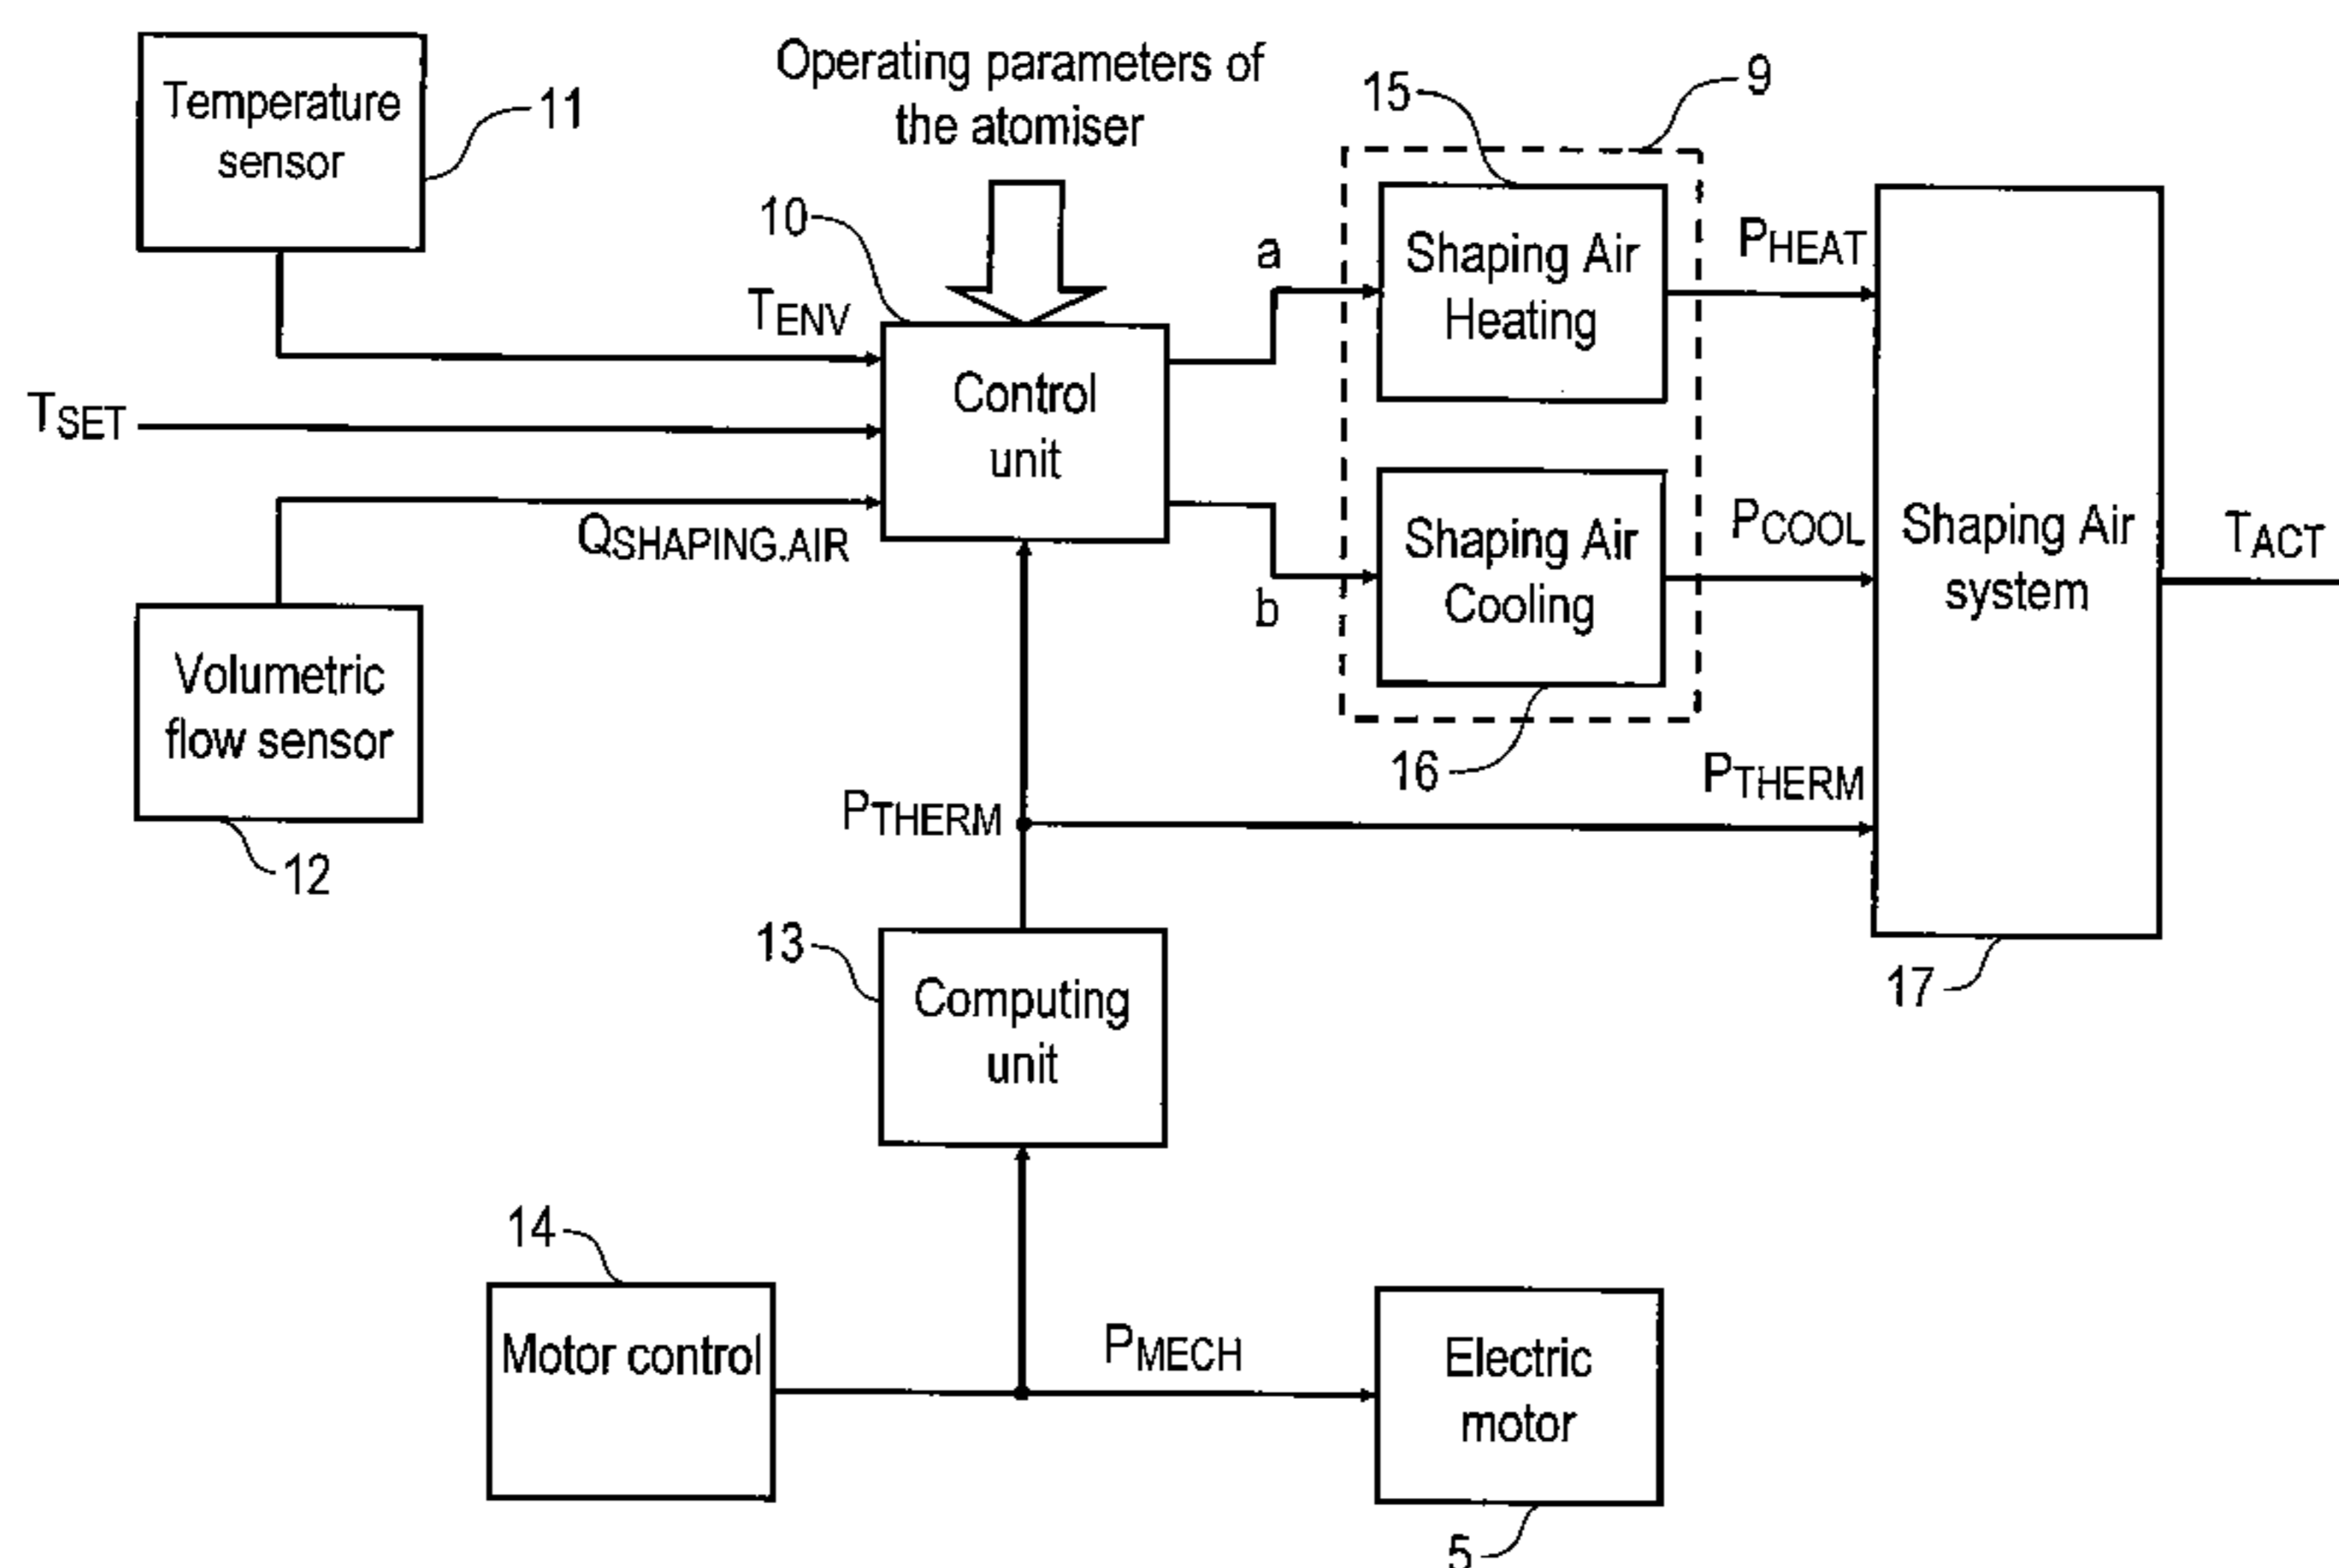 Temperature
sensor
11
Operating parameters of
the atomiser
15
9
10
a
Shaping Air
Heating
PHEAT
TENV
TSET
Control
unit
QSHAPING.AIR
b
Shaping Air
Cooling
PCOOL
Shaping Air
system
TACT
Volumetric
flow sensor
12
16
PTHERM
PTHERM
13
Computing
unit
17
14
Motor control
PMECH
Electric
motor
5